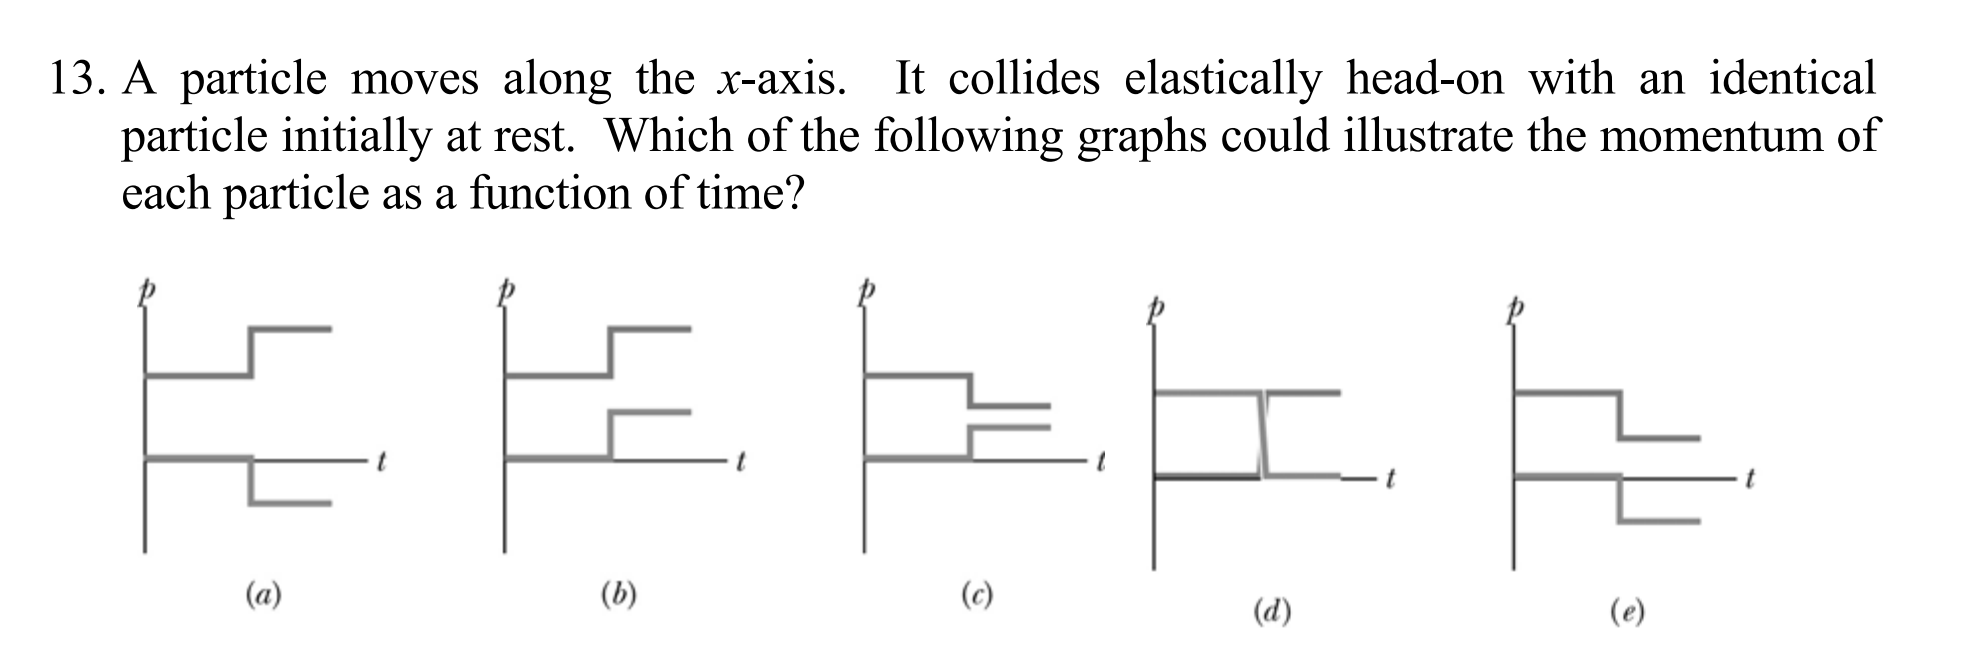 13. A particle moves along the x-axis. It collides elastically head-on with an identical
particle initially at rest. Which of the following graphs could illustrate the momentum of
each particle as a function of time?
p p p p p
t t t t t
(a) (b) (c) (d) (e)